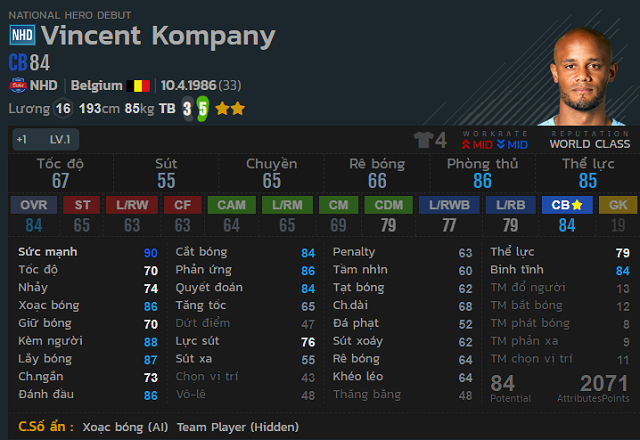 NATIONAL HERO DEBUT
NHD Vincent Kompany
CB84
NHD | Belgium | 10.4.1986(33)
Lương 16 193cm 85kg TB 3 5
+1 LV.1
4 WORKRATE MID MID REPUTATION WORLD CLASS
Tốc độ Sút Chuyền Rê bóng Phòng thủ Thể lực
67 55 65 66 86 85
OVR ST L/RW CF CAM L/RM CM CDM L/RWB L/RB CB GK
84 65 63 63 64 65 69 79 77 79 84 19
Sức mạnh 90 Cắt bóng 84 Penalty 63 Thể lực 79
Tốc độ 70 Phản ứng 86 Tầm nhìn 60 Bình tĩnh 84
Nhảy 74 Quyết đoán 84 Tạt bóng 62 TM đổ người 13
Xoạc bóng 86 Tăng tốc 65 Ch.dài 68 TM bắt bóng 12
Giữ bóng 70 Dứt điểm 47 Đá phạt 52 TM phát bóng 8
Kèm người 88 Lực sút 76 Sút xoáy 62 TM phản xạ 9
Lấy bóng 87 Sút xa 55 Rê bóng 64 TM chọn vị trí 11
Ch.ngắn 73 Chọn vị trí 43 Khéo léo 64
Đánh đầu 86 Vô-lê 48 Thăng bằng 48
84 2071
Potential AttributesPoints
C.Số ẩn : Xoạc bóng (AI) Team Player (Hidden)